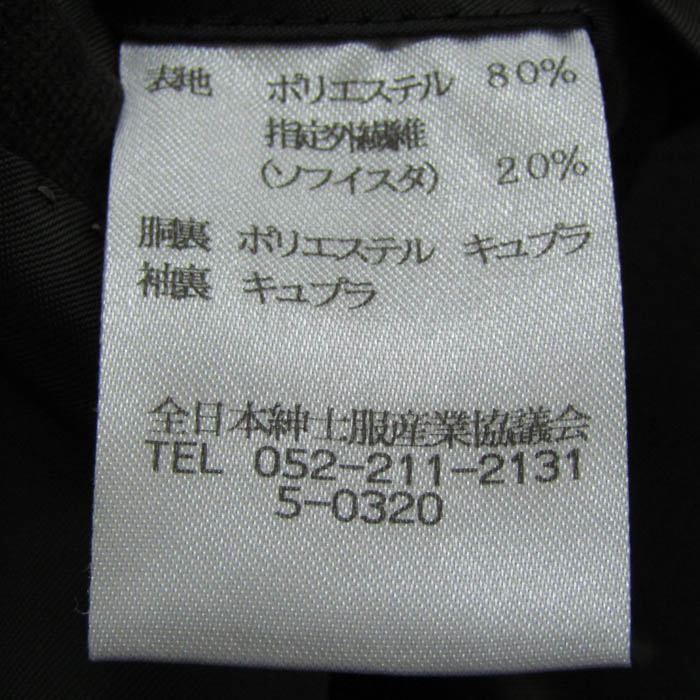 表地 ポリエステル 80%
指定外繊維
(ソフイスタ) 20%
胴裏 ポリエステル キュプラ
袖裏 キュプラ
全日本紳士服産業協議会
TEL 052-211-2131
5-0320